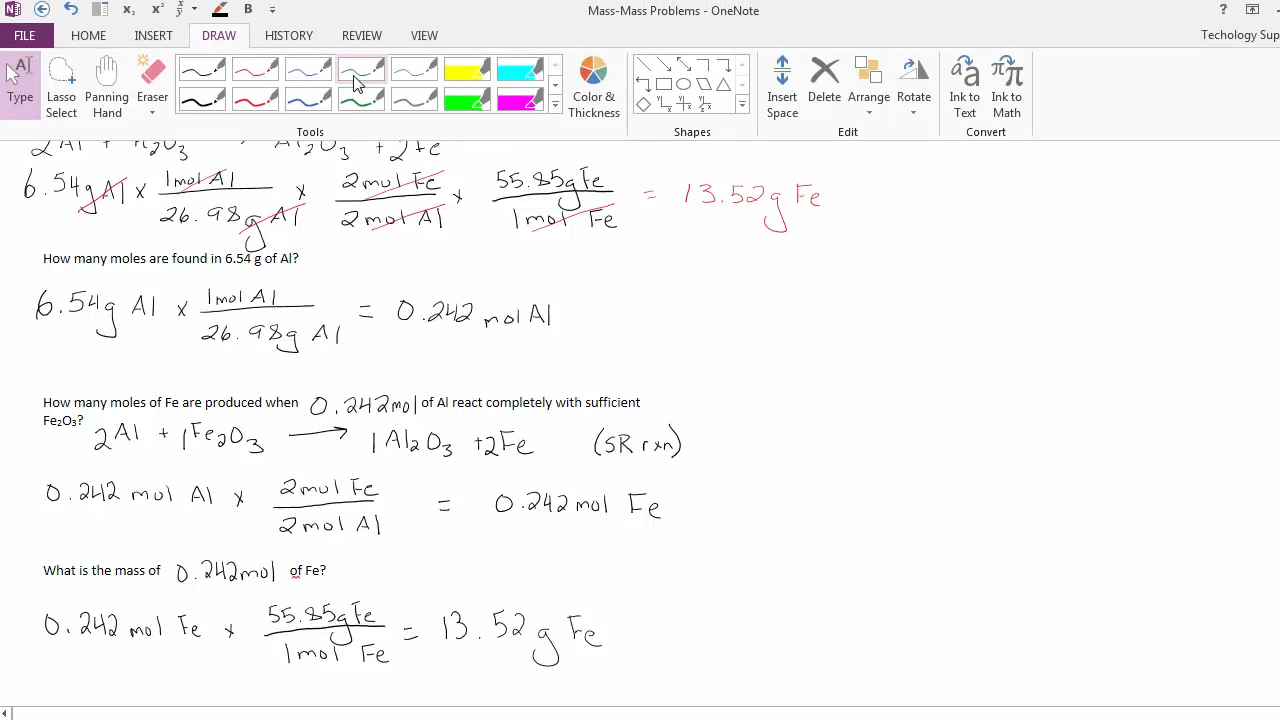 Mass-Mass Problems - OneNote
FILE HOME INSERT DRAW HISTORY REVIEW VIEW Techology Sup
Type Lasso Select Panning Hand Eraser Color & Thickness Insert Space Delete Arrange Rotate Ink to Text Ink to Math
Tools Shapes Edit Convert
2Al + Fe2O3 → Al2O3 + 2Fe
6.54g Al x 1mol Al / 26.98g Al x 2mol Fe / 2mol Al x 55.85g Fe / 1mol Fe = 13.52g Fe
How many moles are found in 6.54 g of Al?
6.54g Al x 1mol Al / 26.98g Al = 0.242 mol Al
How many moles of Fe are produced when 0.242mol of Al react completely with sufficient
Fe₂O₃?
2Al + 1Fe2O3 → 1Al2O3 + 2Fe (SR rxn)
0.242 mol Al x 2mol Fe / 2mol Al = 0.242mol Fe
What is the mass of 0.242mol of Fe?
0.242 mol Fe x 55.85g Fe / 1mol Fe = 13.52g Fe